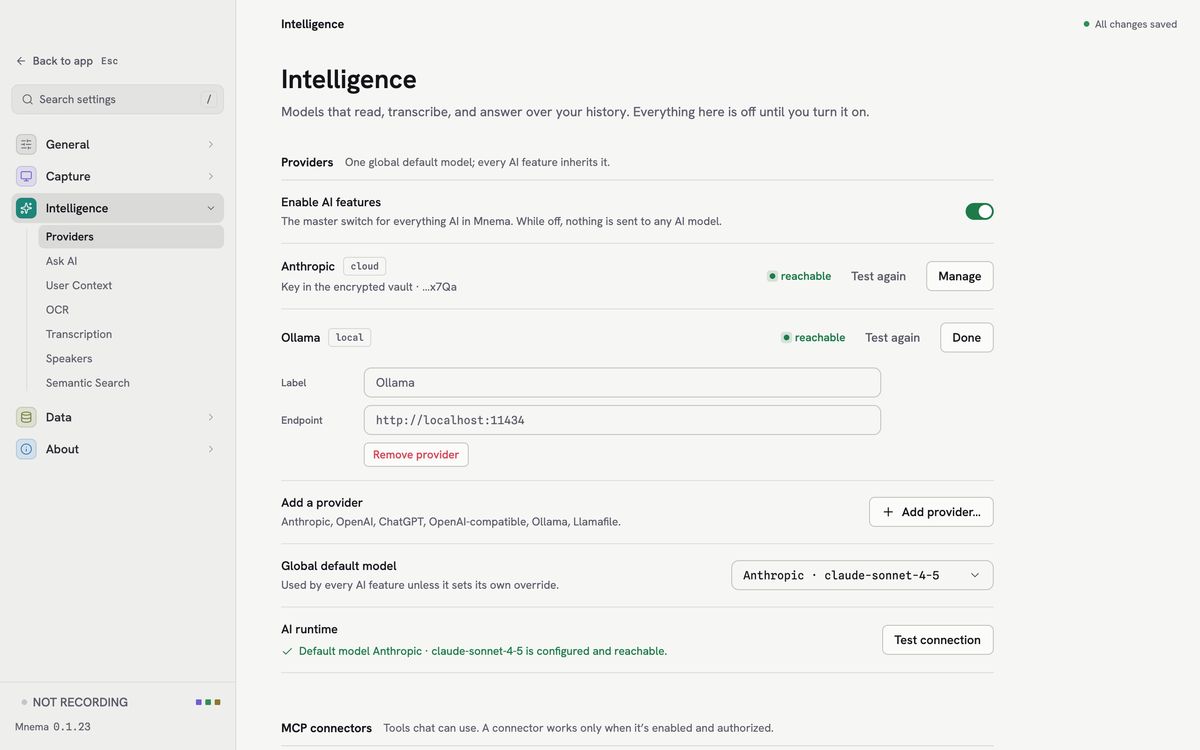 Intelligence
All changes saved
Back to app Esc
Search settings /
General
Capture
Intelligence
Providers
Ask AI
User Context
OCR
Transcription
Speakers
Semantic Search
Data
About
NOT RECORDING
Mnema 0.1.23
Intelligence
Models that read, transcribe, and answer over your history. Everything here is off until you turn it on.
Providers One global default model; every AI feature inherits it.
Enable AI features
The master switch for everything AI in Mnema. While off, nothing is sent to any AI model.
Anthropic cloud
Key in the encrypted vault · …x7Qa
reachable Test again Manage
Ollama local
reachable Test again Done
Label Ollama
Endpoint http://localhost:11434
Remove provider
Add a provider
Anthropic, OpenAI, ChatGPT, OpenAI-compatible, Ollama, Llamafile.
+ Add provider…
Global default model
Used by every AI feature unless it sets its own override.
Anthropic · claude-sonnet-4-5
AI runtime
Default model Anthropic · claude-sonnet-4-5 is configured and reachable.
Test connection
MCP connectors Tools chat can use. A connector works only when it’s enabled and authorized.